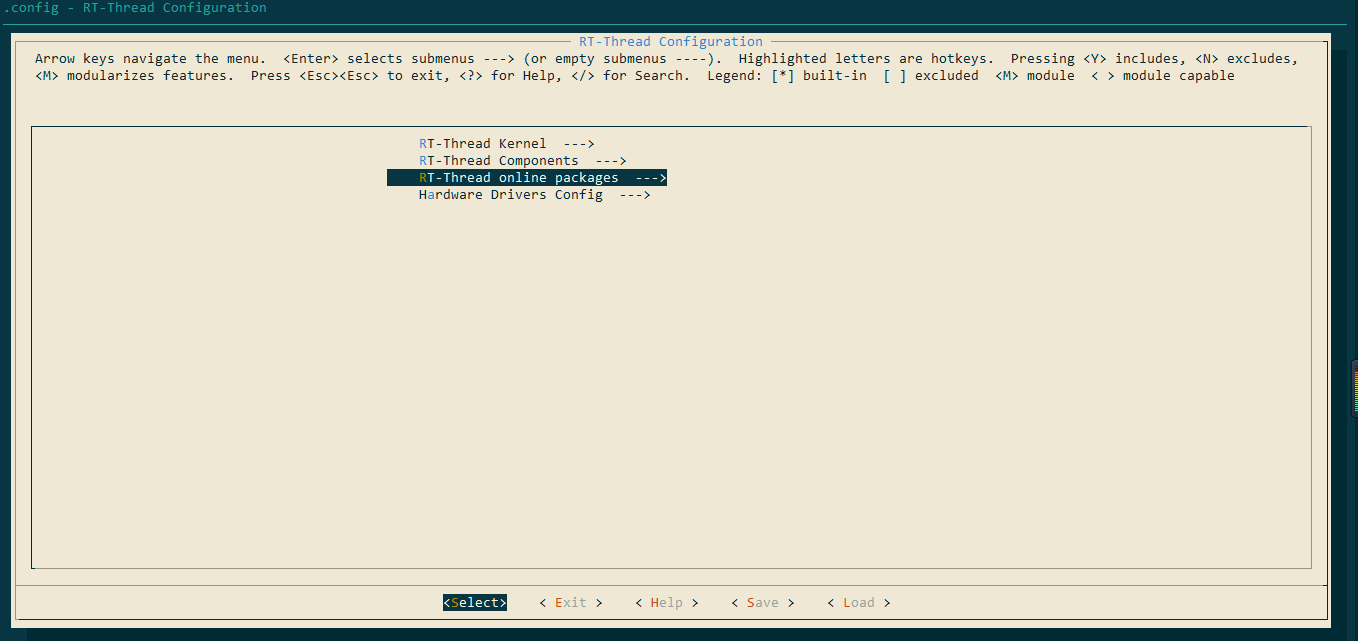 .config - RT-Thread Configuration
RT-Thread Configuration
Arrow keys navigate the menu.  <Enter> selects submenus ---> (or empty submenus ----).  Highlighted letters are hotkeys.  Pressing <Y> includes, <N> excludes,
<M> modularizes features.  Press <Esc><Esc> to exit, <?> for Help, </> for Search.  Legend: [*] built-in  [ ] excluded  <M> module  < > module capable
RT-Thread Kernel  --->
RT-Thread Components  --->
RT-Thread online packages  --->
Hardware Drivers Config  --->
<Select>    < Exit >    < Help >    < Save >    < Load >